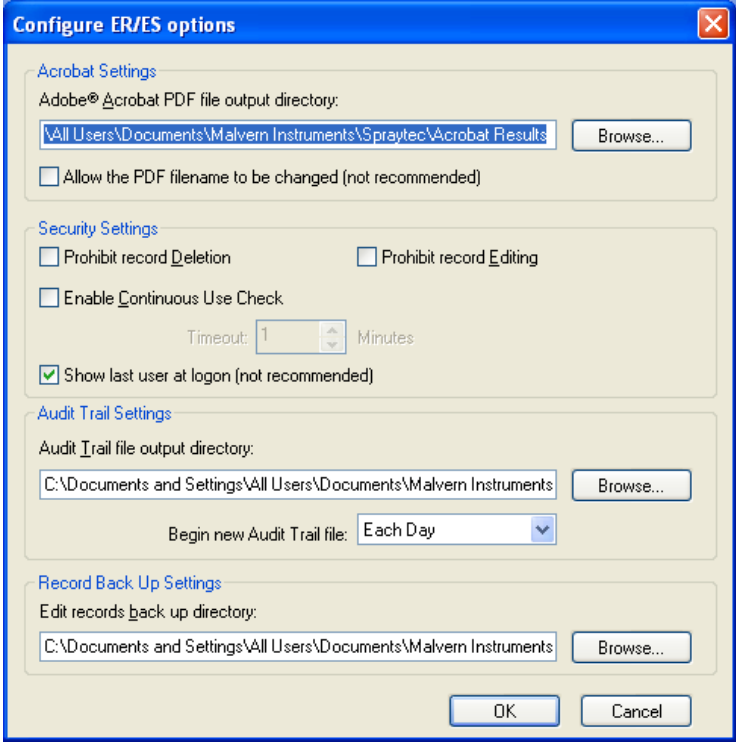 Configure ER/ES options
Acrobat Settings
Adobe® Acrobat PDF file output directory:
\All Users\Documents\Malvern Instruments\Spraytec\Acrobat Results
Browse...
Allow the PDF filename to be changed (not recommended)
Security Settings
Prohibit record Deletion
Prohibit record Editing
Enable Continuous Use Check
Timeout: 1 Minutes
Show last user at logon (not recommended)
Audit Trail Settings
Audit Trail file output directory:
C:\Documents and Settings\All Users\Documents\Malvern Instruments
Browse...
Begin new Audit Trail file: Each Day
Record Back Up Settings
Edit records back up directory:
C:\Documents and Settings\All Users\Documents\Malvern Instruments
Browse...
OK
Cancel